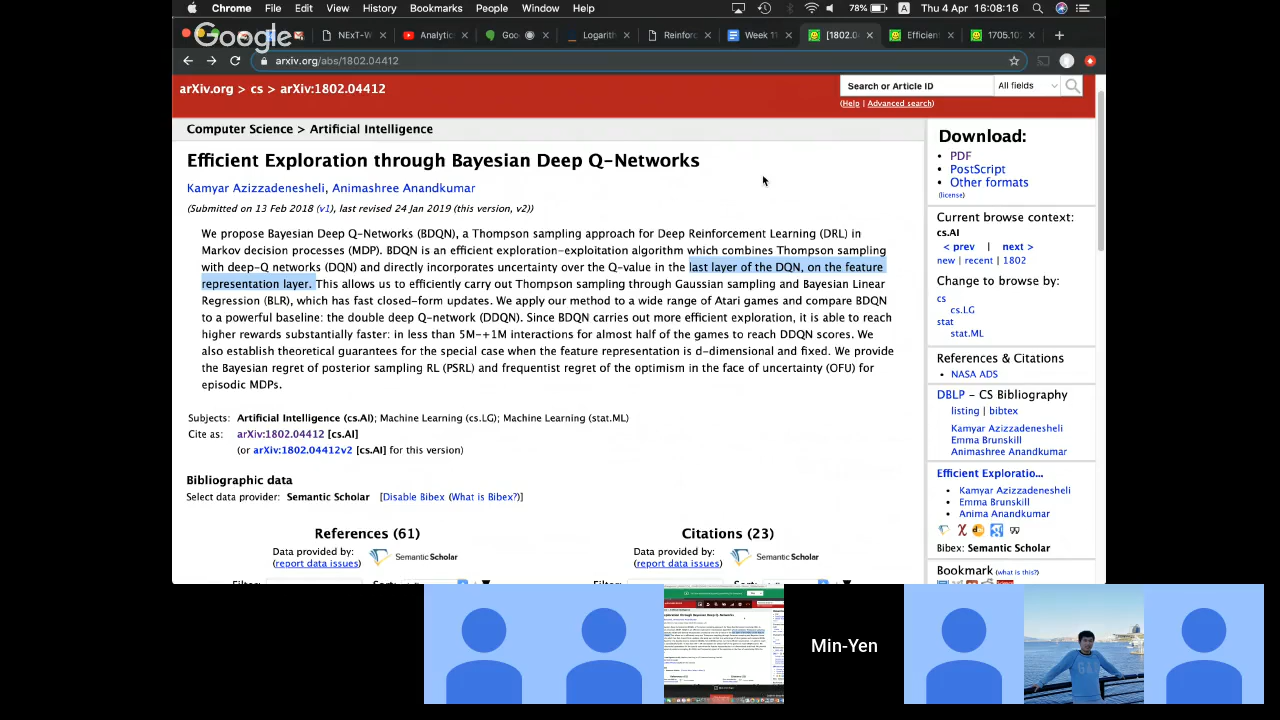 Chrome File Edit View History Bookmarks People Window Help 78% A Thu 4 Apr 16:08:16
Google
NExT-W Analytic Goo Logarith Reinforc Week 11 [1802.0 Efficien 1705.10
arxiv.org/abs/1802.04412
arXiv.org > cs > arXiv:1802.04412
Search or Article ID All fields
(Help | Advanced search)
Computer Science > Artificial Intelligence
Efficient Exploration through Bayesian Deep Q-Networks
Kamyar Azizzadenesheli, Animashree Anandkumar
(Submitted on 13 Feb 2018 (v1), last revised 24 Jan 2019 (this version, v2))
We propose Bayesian Deep Q-Networks (BDQN), a Thompson sampling approach for Deep Reinforcement Learning (DRL) in
Markov decision processes (MDP). BDQN is an efficient exploration-exploitation algorithm which combines Thompson sampling
with deep-Q networks (DQN) and directly incorporates uncertainty over the Q-value in the last layer of the DQN, on the feature
representation layer. This allows us to efficiently carry out Thompson sampling through Gaussian sampling and Bayesian Linear
Regression (BLR), which has fast closed-form updates. We apply our method to a wide range of Atari games and compare BDQN
to a powerful baseline: the double deep Q-network (DDQN). Since BDQN carries out more efficient exploration, it is able to reach
higher rewards substantially faster: in less than 5M-+1M interactions for almost half of the games to reach DDQN scores. We
also establish theoretical guarantees for the special case when the feature representation is d-dimensional and fixed. We provide
the Bayesian regret of posterior sampling RL (PSRL) and frequentist regret of the optimism in the face of uncertainty (OFU) for
episodic MDPs.
Subjects: Artificial Intelligence (cs.AI); Machine Learning (cs.LG); Machine Learning (stat.ML)
Cite as: arXiv:1802.04412 [cs.AI]
(or arXiv:1802.04412v2 [cs.AI] for this version)
Bibliographic data
Select data provider: Semantic Scholar [Disable Bibex (What is Bibex?)]
References (61)
Data provided by:
(report data issues)
Semantic Scholar
Citations (23)
Data provided by:
(report data issues)
Semantic Scholar
Download:
PDF
PostScript
Other formats
(license)
Current browse context:
cs.AI
< prev | next >
new | recent | 1802
Change to browse by:
cs
cs.LG
stat
stat.ML
References & Citations
NASA ADS
DBLP - CS Bibliography
listing | bibtex
Kamyar Azizzadenesheli
Emma Brunskill
Animashree Anandkumar
Efficient Exploratio...
Kamyar Azizzadenesheli
Emma Brunskill
Anima Anandkumar
Bibex: Semantic Scholar
Bookmark (what is this?)
Min-Yen